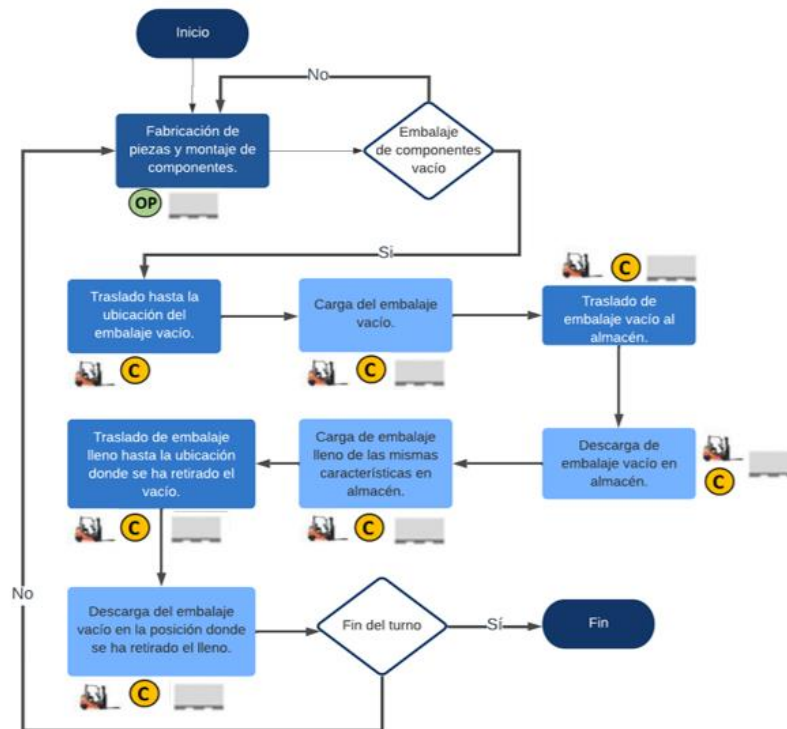 Inicio
No
Fabricación de
piezas y montaje de
componentes.
Embalaje
de componentes
vacío
OP
Sí
C
Traslado hasta la
ubicación del
embalaje vacío.
Carga del embalaje
vacío.
Traslado de
embalaje vacío al
almacén.
C
C
Traslado de embalaje
lleno hasta la ubicación
donde se ha retirado el
vacío.
Carga de embalaje
lleno de las mismas
características en
almacén.
Descarga de
embalaje vacío en
almacén.
C
C
C
No
Descarga del embalaje
vacío en la posición donde
se ha retirado el lleno.
Fin del turno
Sí
Fin
C